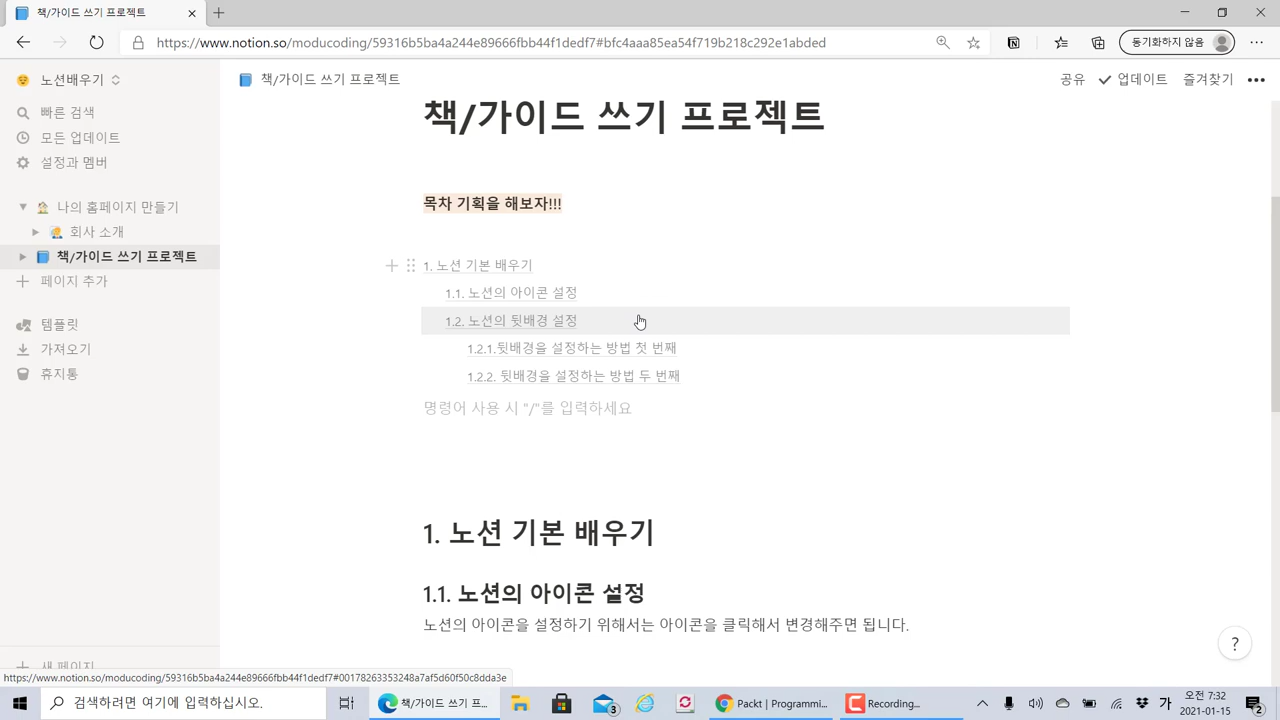 책/가이드 쓰기 프로젝트
https://www.notion.so/moducoding/59316b5ba4a244e89666fbb44f1dedf7#bfc4aaa85ea54f719b218c292e1abded
동기화하지 않음
노션배우기
책/가이드 쓰기 프로젝트
공유
업데이트
즐겨찾기
빠른 검색
모든 업데이트
설정과 멤버
나의 홈페이지 만들기
회사 소개
책/가이드 쓰기 프로젝트
페이지 추가
템플릿
가져오기
휴지통
새 페이지
책/가이드 쓰기 프로젝트
목차 기획을 해보자!!!
1. 노션 기본 배우기
1.1. 노션의 아이콘 설정
1.2. 노션의 뒷배경 설정
1.2.1.뒷배경을 설정하는 방법 첫 번째
1.2.2. 뒷배경을 설정하는 방법 두 번째
명령어 사용 시 "/"를 입력하세요
1. 노션 기본 배우기
1.1. 노션의 아이콘 설정
노션의 아이콘을 설정하기 위해서는 아이콘을 클릭해서 변경해주면 됩니다.
?
https://www.notion.so/moducoding/59316b5ba4a244e89666fbb44f1dedf7#00178263353248a7af5d60f50c8dda3e
검색하려면 여기에 입력하십시오.
책/가이드 쓰기 프...
3
Packt | Programmi...
Recording...
가
오전 7:32
2021-01-15
2